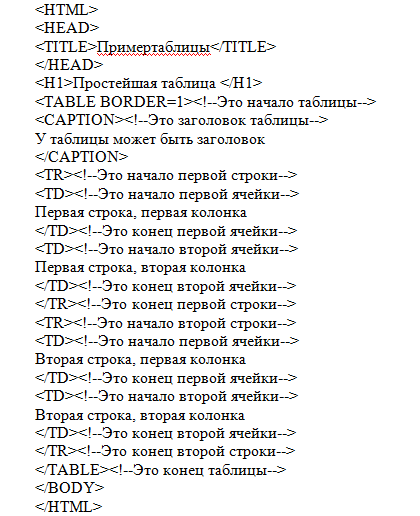 <HTML>
<HEAD>
<TITLE>Примертаблицы</TITLE>
</HEAD>
<H1>Простейшая таблица </H1>
<TABLE BORDER=1><!--Это начало таблицы-->
<CAPTION><!--Это заголовок таблицы-->
У таблицы может быть заголовок
</CAPTION>
<TR><!--Это начало первой строки-->
<TD><!--Это начало первой ячейки-->
Первая строка, первая колонка
</TD><!--Это конец первой ячейки-->
<TD><!--Это начало второй ячейки-->
Первая строка, вторая колонка
</TD><!--Это конец второй ячейки-->
</TR><!--Это конец первой строки-->
<TR><!--Это начало второй строки-->
<TD><!--Это начало первой ячейки-->
Вторая строка, первая колонка
</TD><!--Это конец первой ячейки-->
<TD><!--Это начало второй ячейки-->
Вторая строка, вторая колонка
</TD><!--Это конец второй ячейки-->
</TR><!--Это конец второй строки-->
</TABLE><!--Это конец таблицы-->
</BODY>
</HTML>